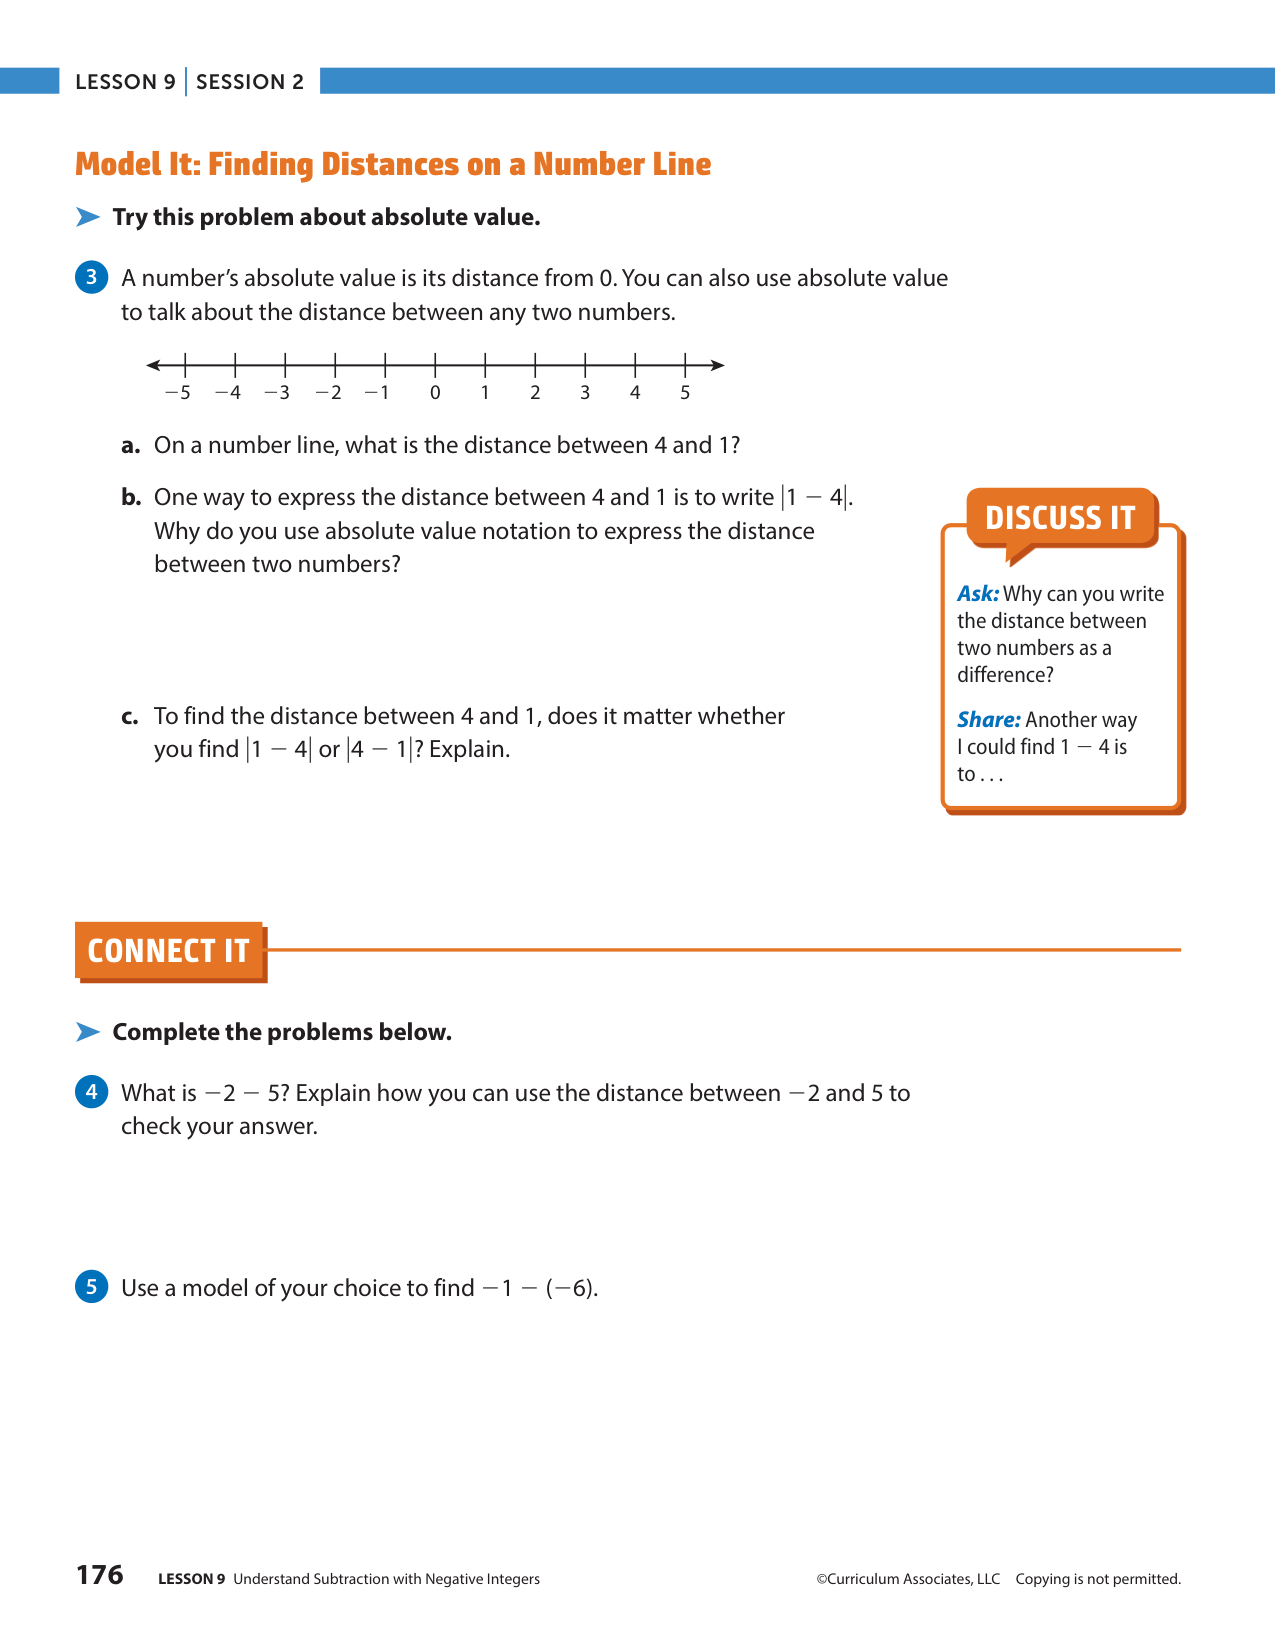 LESSON 9 | SESSION 2
Model It: Finding Distances on a Number Line
Try this problem about absolute value.
3 A number’s absolute value is its distance from 0. You can also use absolute value
to talk about the distance between any two numbers.
−5 −4 −3 −2 −1 0 1 2 3 4 5
a. On a number line, what is the distance between 4 and 1?
b. One way to express the distance between 4 and 1 is to write |1 − 4|.
Why do you use absolute value notation to express the distance
between two numbers?
c. To find the distance between 4 and 1, does it matter whether
you find |1 − 4| or |4 − 1|? Explain.
DISCUSS IT
Ask: Why can you write
the distance between
two numbers as a
difference?
Share: Another way
I could find 1 − 4 is
to . . .
CONNECT IT
Complete the problems below.
4 What is −2 − 5? Explain how you can use the distance between −2 and 5 to
check your answer.
5 Use a model of your choice to find −1 − (−6).
176 LESSON 9 Understand Subtraction with Negative Integers ©Curriculum Associates, LLC Copying is not permitted.